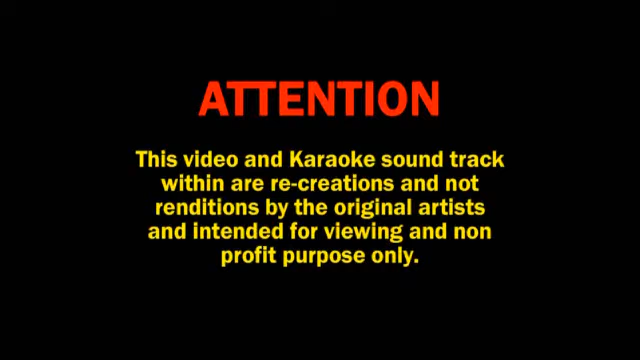 ATTENTION
This video and Karaoke sound track
within are re-creations and not
renditions by the original artists
and intended for viewing and non
profit purpose only.